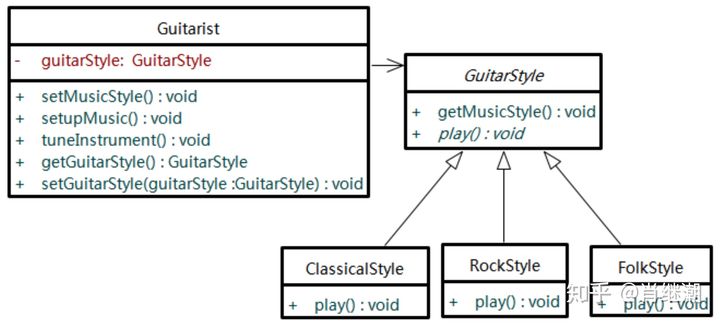 Guitarist
- guitarStyle: GuitarStyle
+ setMusicStyle() : void
+ setupMusic() : void
+ tuneInstrument() : void
+ getGuitarStyle() : GuitarStyle
+ setGuitarStyle(guitarStyle :GuitarStyle) : void
GuitarStyle
+ getMusicStyle() : void
+ play() : void
ClassicalStyle
+ play() : void
RockStyle
+ play() : void
FolkStyle
+ play() : void
知乎 @肖继潮